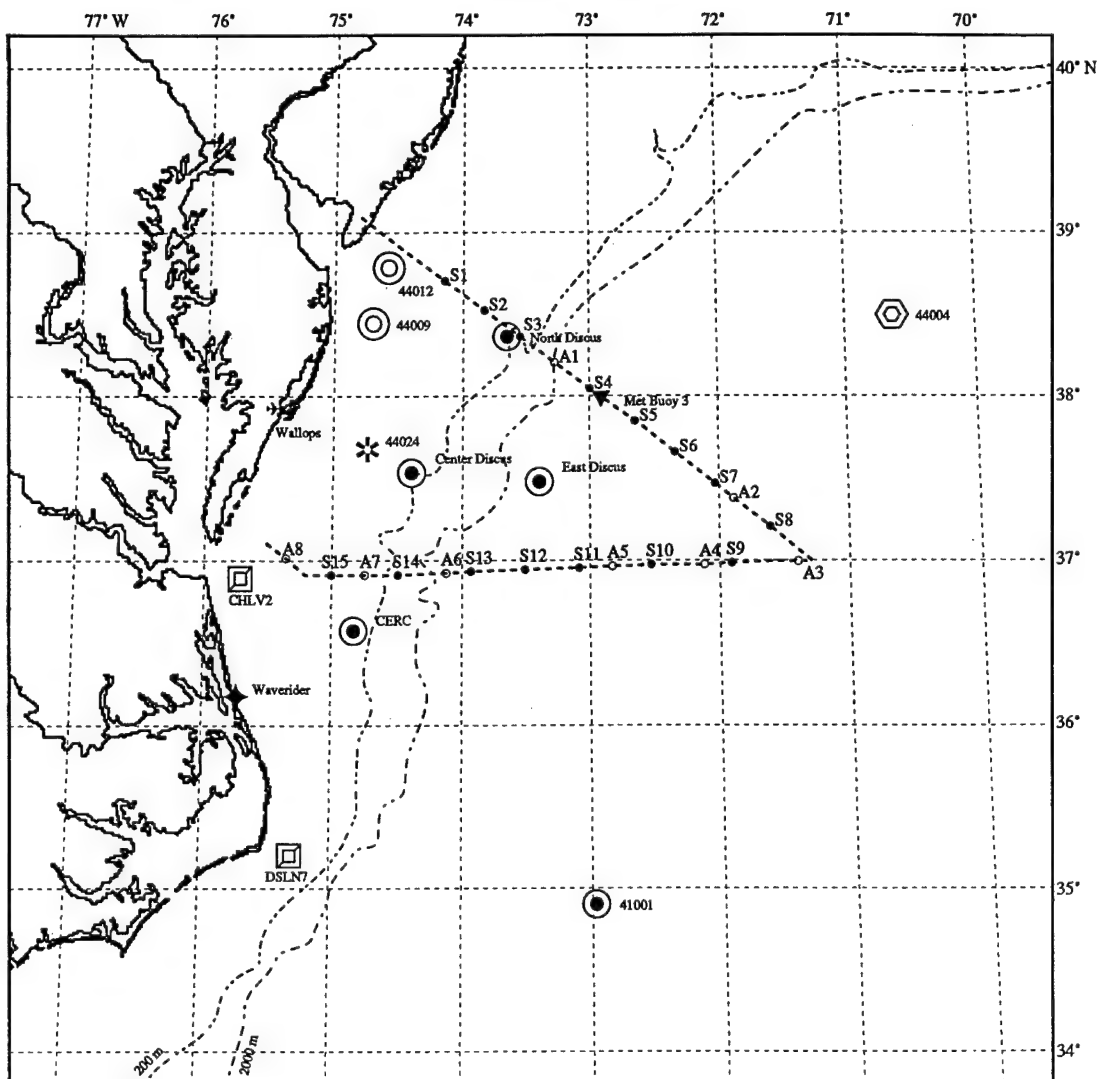 77° W 76° 75° 74° 73° 72° 71° 70°
40° N
39°
S1
44012
S2
44004
44009
S3
North Discus
A1
S4
38°
Met Buoy 3
S5
Wallops
44024
S6
Center Discus
East Discus
S7
A2
S8
A8
S15 A7 S14 A6 S13 S12 S11 A5 S10 A4 S9
37°
A3
CHLV2
CERC
Waverider
36°
DSLN7
35°
41001
200 m
2000 m
34°